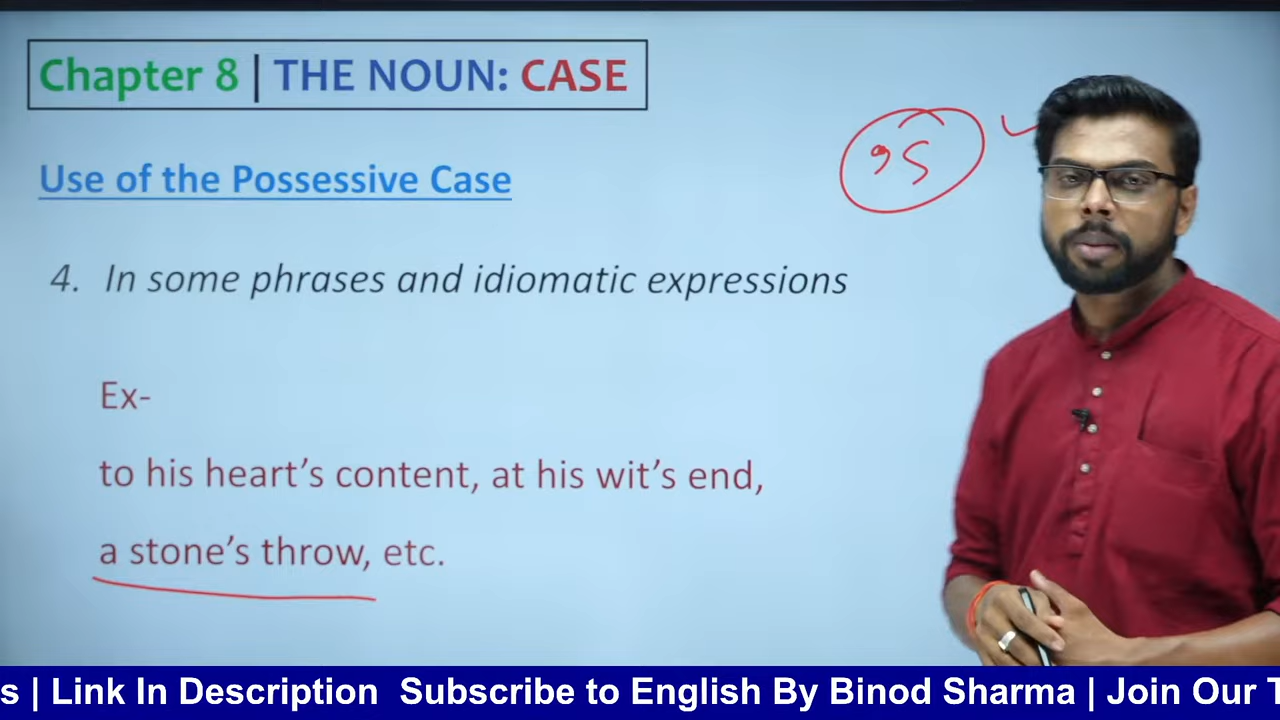 Chapter 8 | THE NOUN: CASE
Use of the Possessive Case
's
4. In some phrases and idiomatic expressions
Ex-
to his heart’s content, at his wit’s end,
a stone’s throw, etc.
s | Link In Description Subscribe to English By Binod Sharma | Join Our T